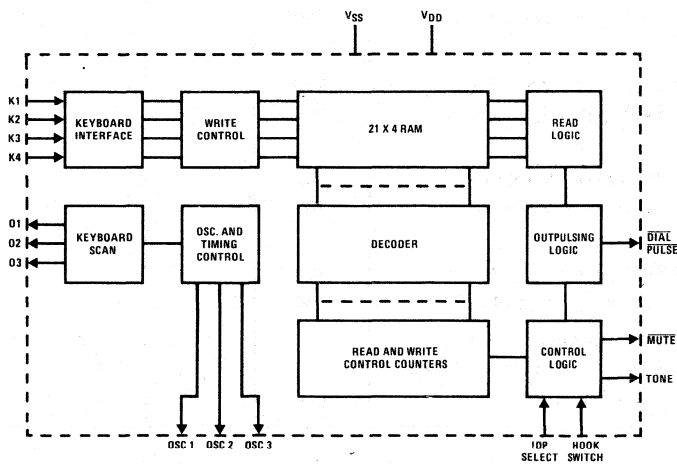 VSS
VDD
K1
K2
K3
K4
KEYBOARD
INTERFACE
WRITE
CONTROL
21 X 4 RAM
READ
LOGIC
O1
O2
O3
KEYBOARD
SCAN
OSC. AND
TIMING
CONTROL
DECODER
OUTPULSING
LOGIC
DIAL
PULSE
READ AND WRITE
CONTROL COUNTERS
CONTROL
LOGIC
MUTE
TONE
OSC 1
OSC 2
OSC 3
IDP
SELECT
HOOK
SWITCH